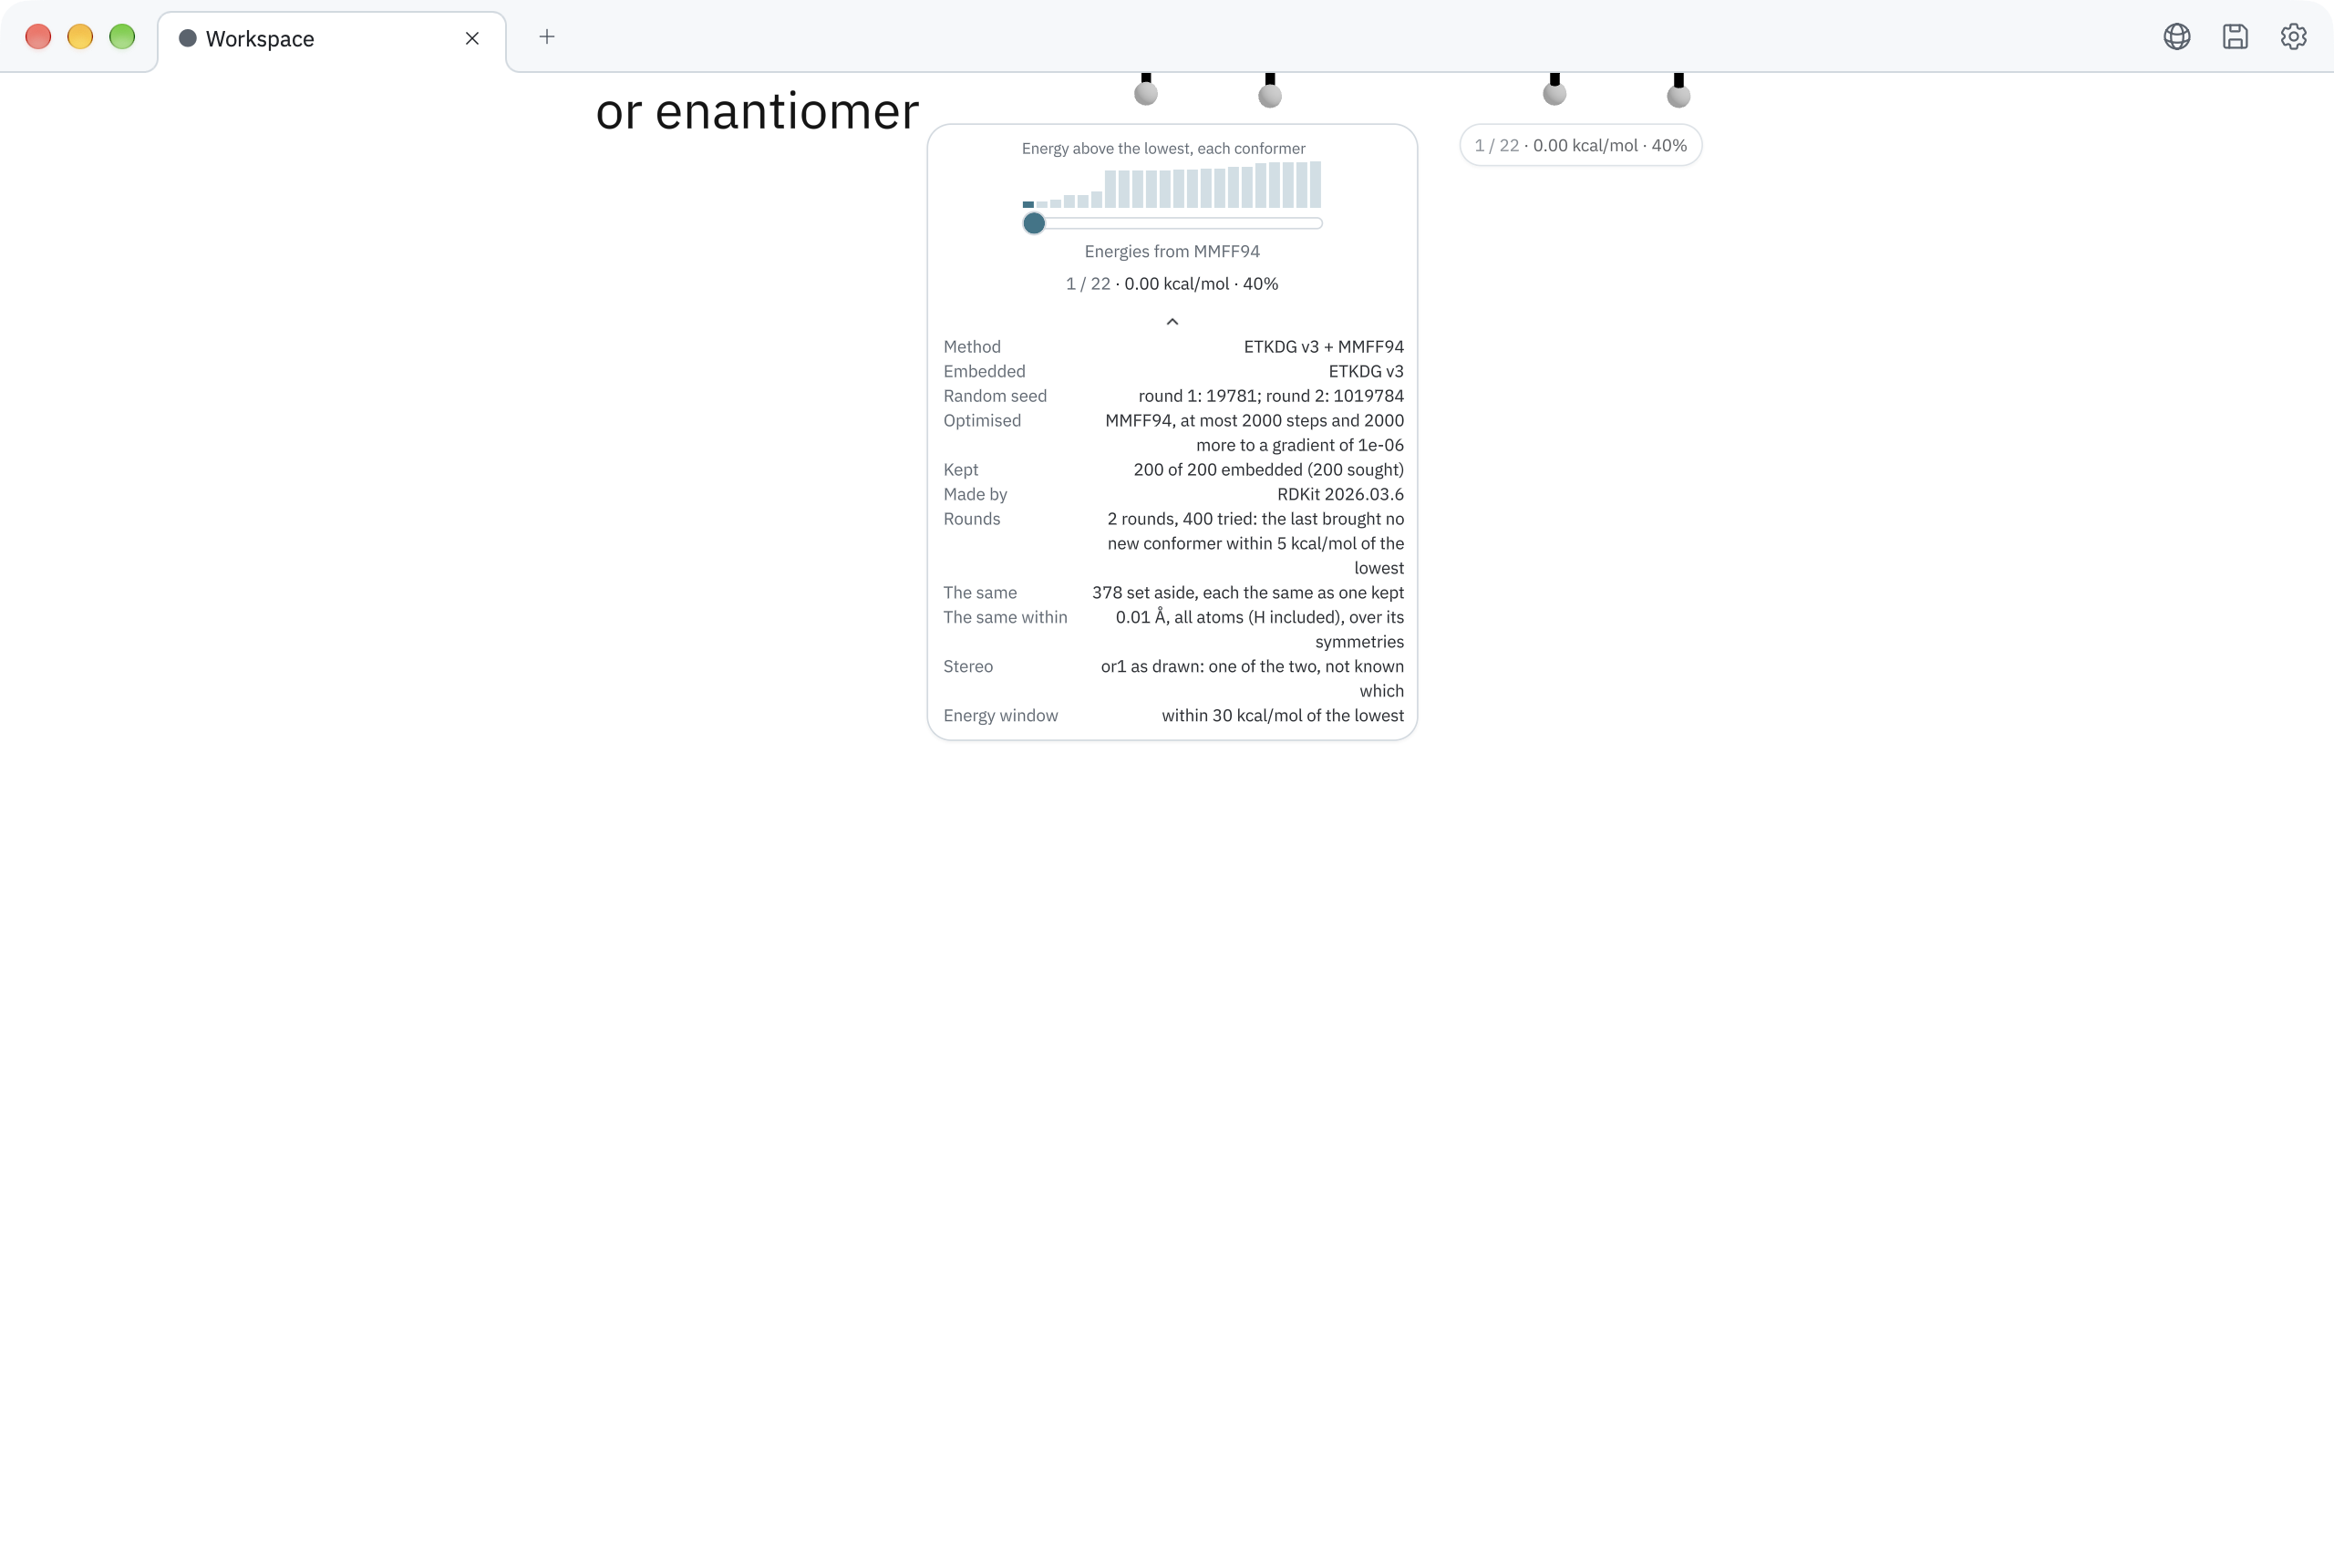 Workspace
or enantiomer
Energy above the lowest, each conformer
Energies from MMFF94
1 / 22 · 0.00 kcal/mol · 40%
Method ETKDG v3 + MMFF94
Embedded ETKDG v3
Random seed round 1: 19781; round 2: 1019784
Optimised MMFF94, at most 2000 steps and 2000
more to a gradient of 1e-06
Kept 200 of 200 embedded (200 sought)
Made by RDKit 2026.03.6
Rounds 2 rounds, 400 tried: the last brought no
new conformer within 5 kcal/mol of the
lowest
The same 378 set aside, each the same as one kept
The same within 0.01 Å, all atoms (H included), over its
symmetries
Stereo or1 as drawn: one of the two, not known
which
Energy window within 30 kcal/mol of the lowest
1 / 22 · 0.00 kcal/mol · 40%